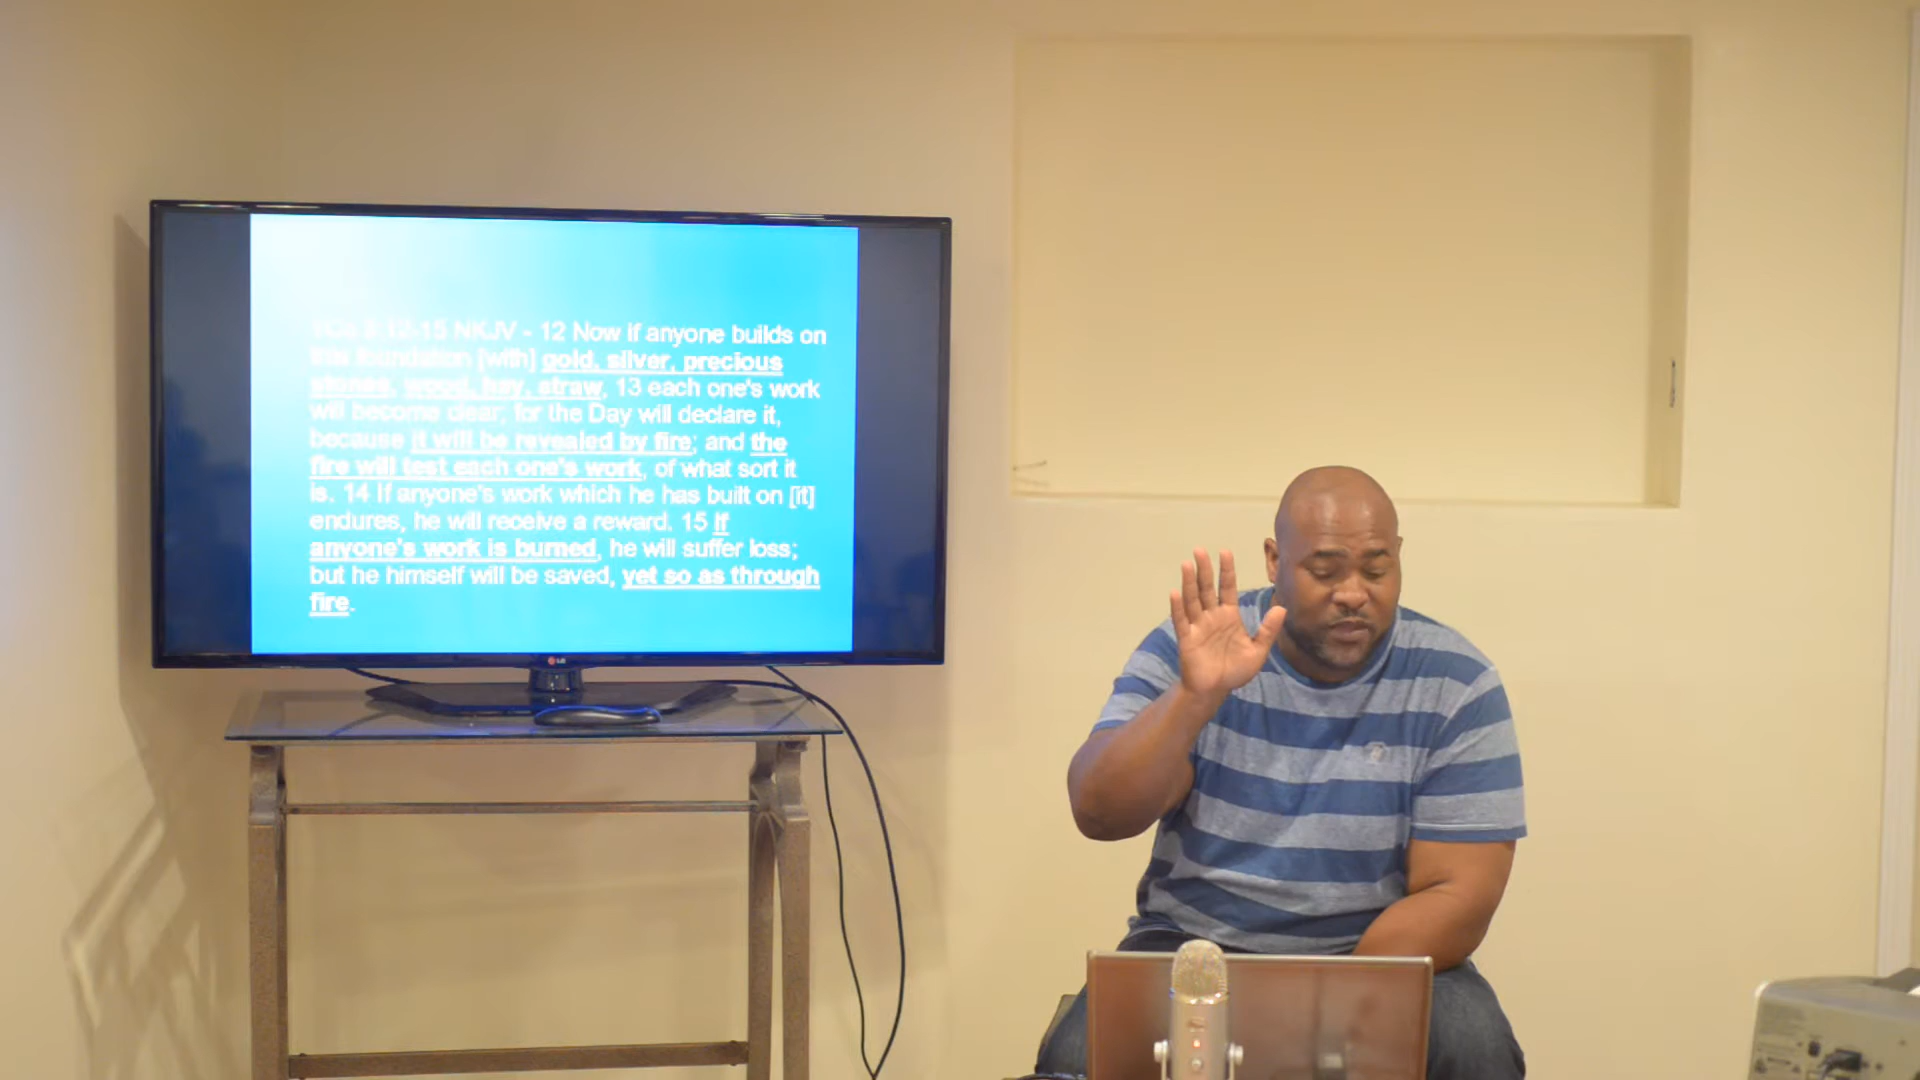 1Co 3:12-15 NKJV - 12 Now if anyone builds on
this foundation [with] gold, silver, precious
stones, wood, hay, straw, 13 each one's work
will become clear; for the Day will declare it,
because it will be revealed by fire; and the
fire will test each one's work, of what sort it
is. 14 If anyone's work which he has built on [it]
endures, he will receive a reward. 15 If
anyone's work is burned, he will suffer loss;
but he himself will be saved, yet so as through
fire.
LG